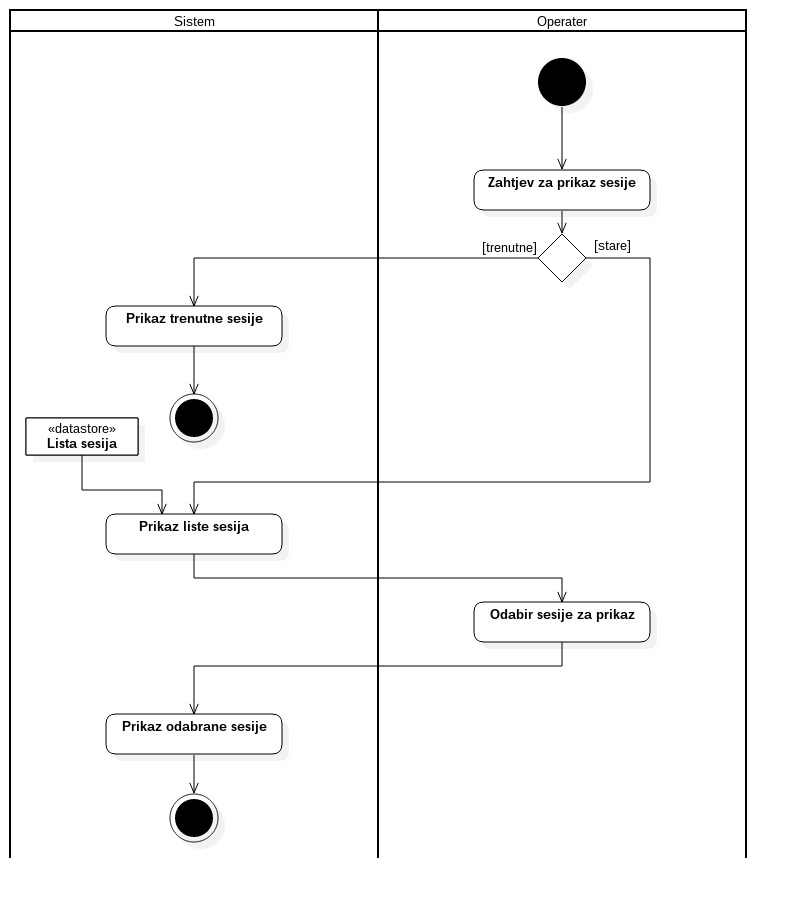 Sistem
Operater
Zahtjev za prikaz sesije
[trenutne]
[stare]
Prikaz trenutne sesije
«datastore»
Lista sesija
Prikaz liste sesija
Odabir sesije za prikaz
Prikaz odabrane sesije